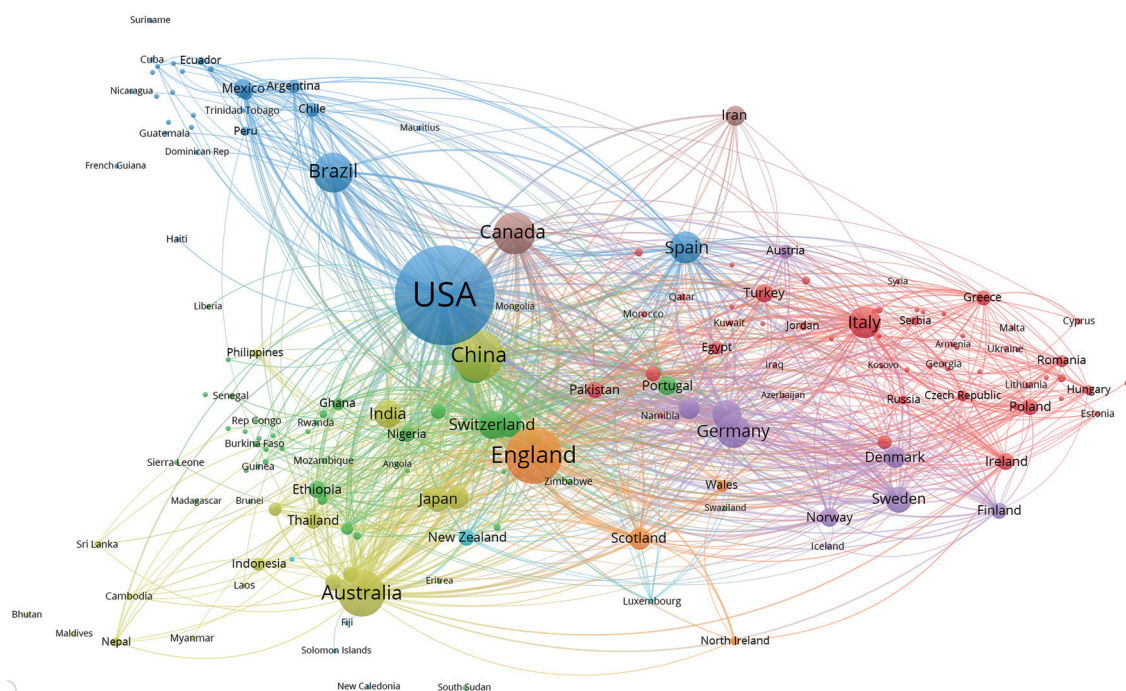 Suriname
Cuba
Ecuador
Nicaragua
Mexico
Argentina
Trinidad Tobago
Chile
Iran
Guatemala
Peru
Mauritius
Dominican Rep
French Guiana
Brazil
Haiti
Canada
Spain
Austria
USA
Syria
Liberia
Mongolia
Qatar
Turkey
Greece
Morocco
Kuwait
Jordan
Italy
Serbia
Malta
Cyprus
Philippines
China
Egypt
Armenia
Ukraine
Iraq
Kosovo
Georgia
Romania
Senegal
Ghana
Pakistan
Portugal
Azerbaijan
Lithuania
Hungary
Rep Congo
Rwanda
India
Switzerland
Namibia
Russia
Czech Republic
Poland
Estonia
Burkina Faso
Nigeria
Germany
Sierra Leone
Guinea
Mozambique
Angola
England
Denmark
Ireland
Ethiopia
Zimbabwe
Wales
Madagascar
Brunei
Japan
Swaziland
Sweden
Finland
Thailand
New Zealand
Scotland
Norway
Sri Lanka
Iceland
Indonesia
Laos
Eritrea
Cambodia
Australia
Luxembourg
Bhutan
Fiji
Maldives
Nepal
Myanmar
North Ireland
Solomon Islands
New Caledonia
South Sudan